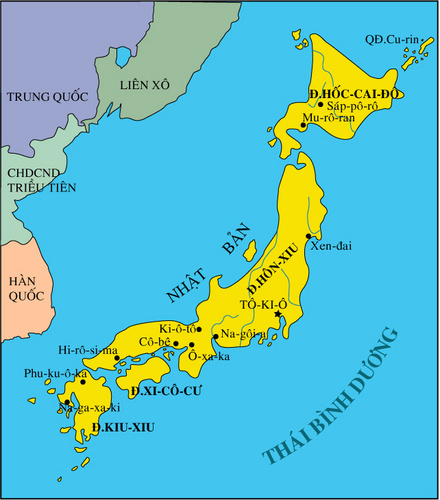 QĐ.Cu-rin
LIÊN XÔ
TRUNG QUỐC
Đ.HỐC-CAI-ĐÔ
Sáp-pô-rô
Mu-rô-ran
CHDCND
TRIỀU TIÊN
Xen-đai
NHẬT BẢN
Đ.HÔN-XIU
HÀN
QUỐC
TÔ-KI-Ô
Ki-ô-tô
Na-gôi-a
Cô-bê
Ô-xa-ka
Hi-rô-si-ma
Phu-ku-ô-ka
Đ.XI-CÔ-CƯ
Na-ga-xa-ki
Đ.KIU-XIU
THÁI BÌNH DƯƠNG